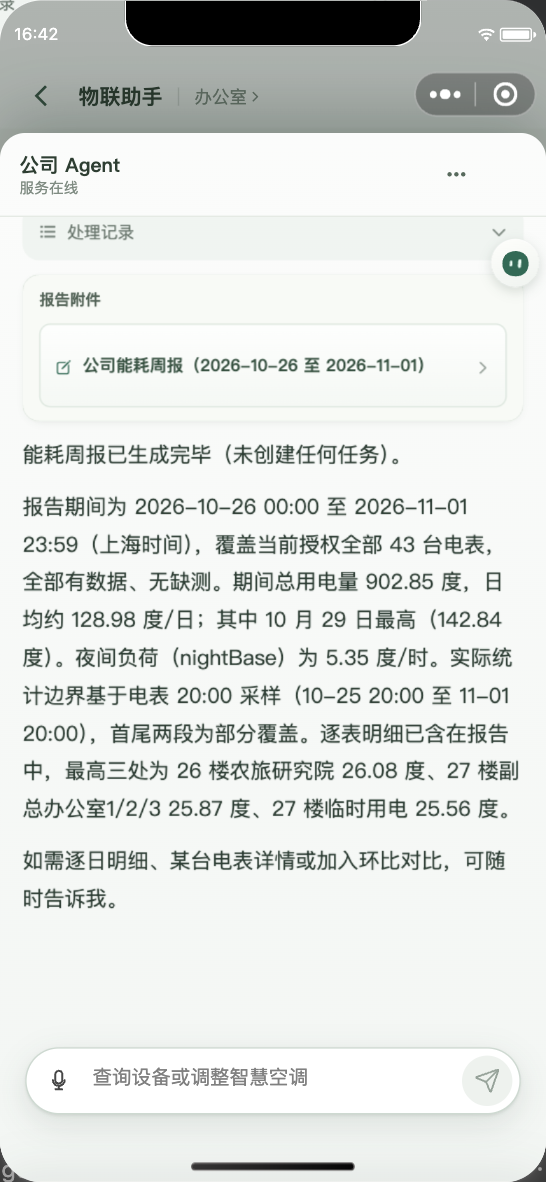 录
16:42
物联助手
办公室
公司 Agent
服务在线
处理记录
报告附件
公司能耗周报（2026-10-26 至 2026-11-01）
能耗周报已生成完毕（未创建任何任务）。
报告期间为 2026-10-26 00:00 至 2026-11-01
23:59（上海时间），覆盖当前授权全部 43 台电表，
全部有数据、无缺测。期间总用电量 902.85 度，日
均约 128.98 度/日；其中 10 月 29 日最高（142.84
度）。夜间负荷（nightBase）为 5.35 度/时。实际统
计边界基于电表 20:00 采样（10-25 20:00 至 11-01
20:00），首尾两段为部分覆盖。逐表明细已含在报告
中，最高三处为 26 楼农旅研究院 26.08 度、27 楼副
总办公室1/2/3 25.87 度、27 楼临时用电 25.56 度。
如需逐日明细、某台电表详情或加入环比对比，可随
时告诉我。
查询设备或调整智慧空调